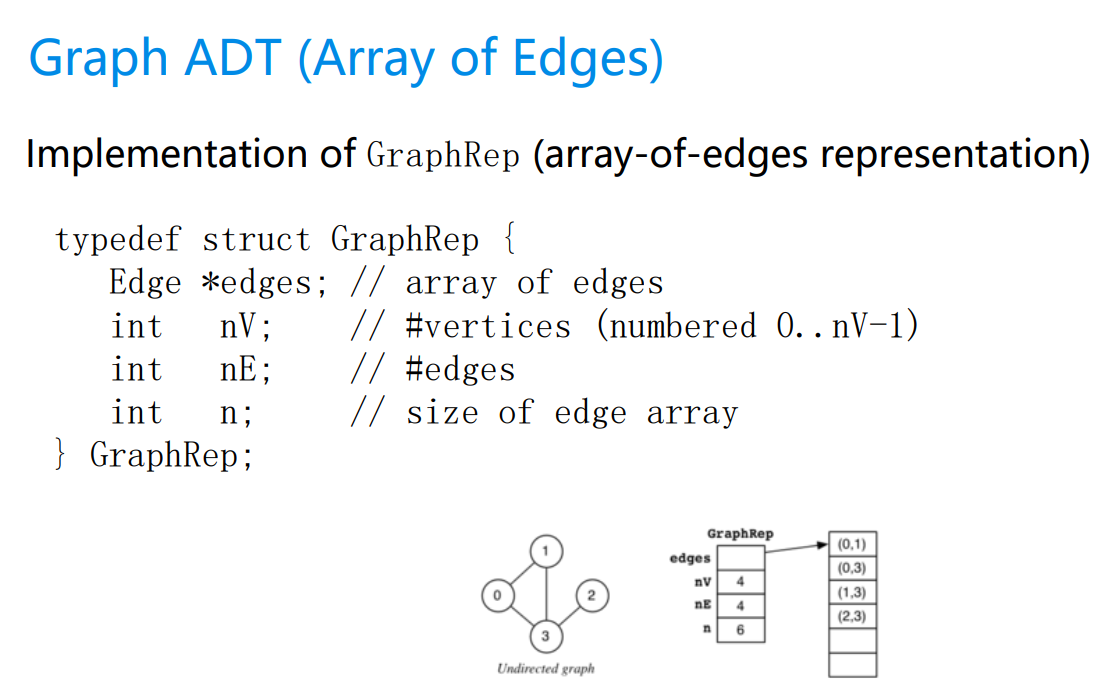 Graph ADT (Array of Edges)
Implementation of GraphRep (array-of-edges representation)
typedef struct GraphRep {
Edge *edges; // array of edges
int nV; // #vertices (numbered 0..nV-1)
int nE; // #edges
int n; // size of edge array
} GraphRep;
1
0
2
3
Undirected graph
GraphRep
edges
nV 4
nE 4
n 6
(0,1)
(0,3)
(1,3)
(2,3)